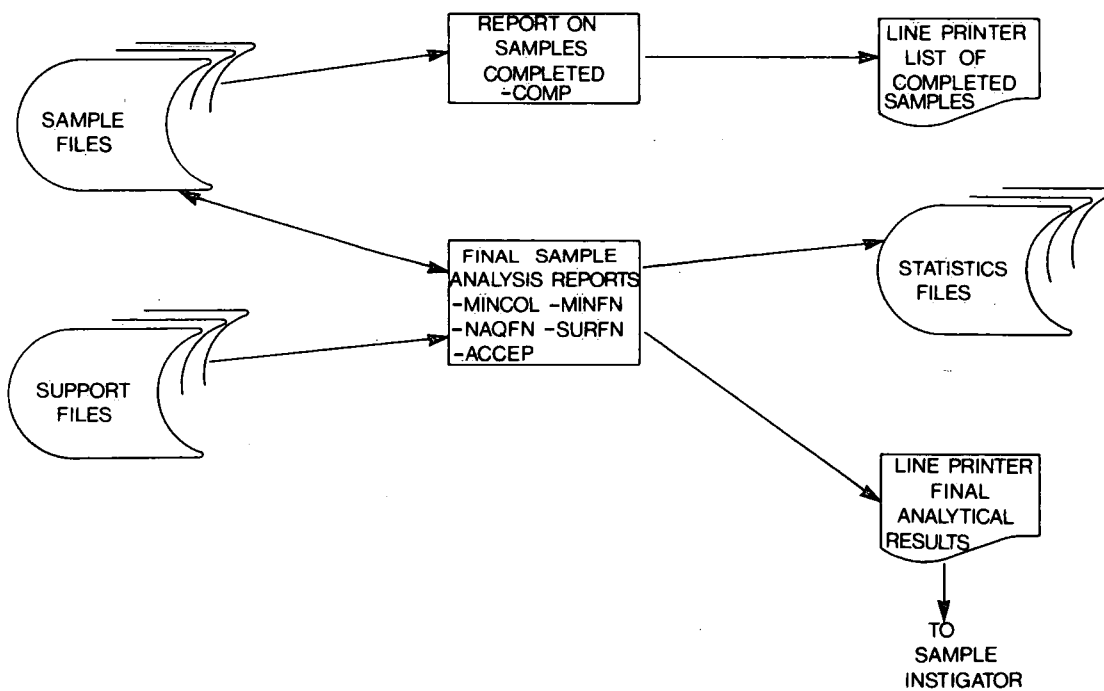 REPORT ON
SAMPLES
COMPLETED
-COMP
LINE PRINTER
LIST OF
COMPLETED
SAMPLES
SAMPLE
FILES
FINAL SAMPLE
ANALYSIS REPORTS
-MINCOL -MINFN
-NAQFN -SURFN
-ACCEP
STATISTICS
FILES
SUPPORT
FILES
LINE PRINTER
FINAL
ANALYTICAL
RESULTS
TO
SAMPLE
INSTIGATOR